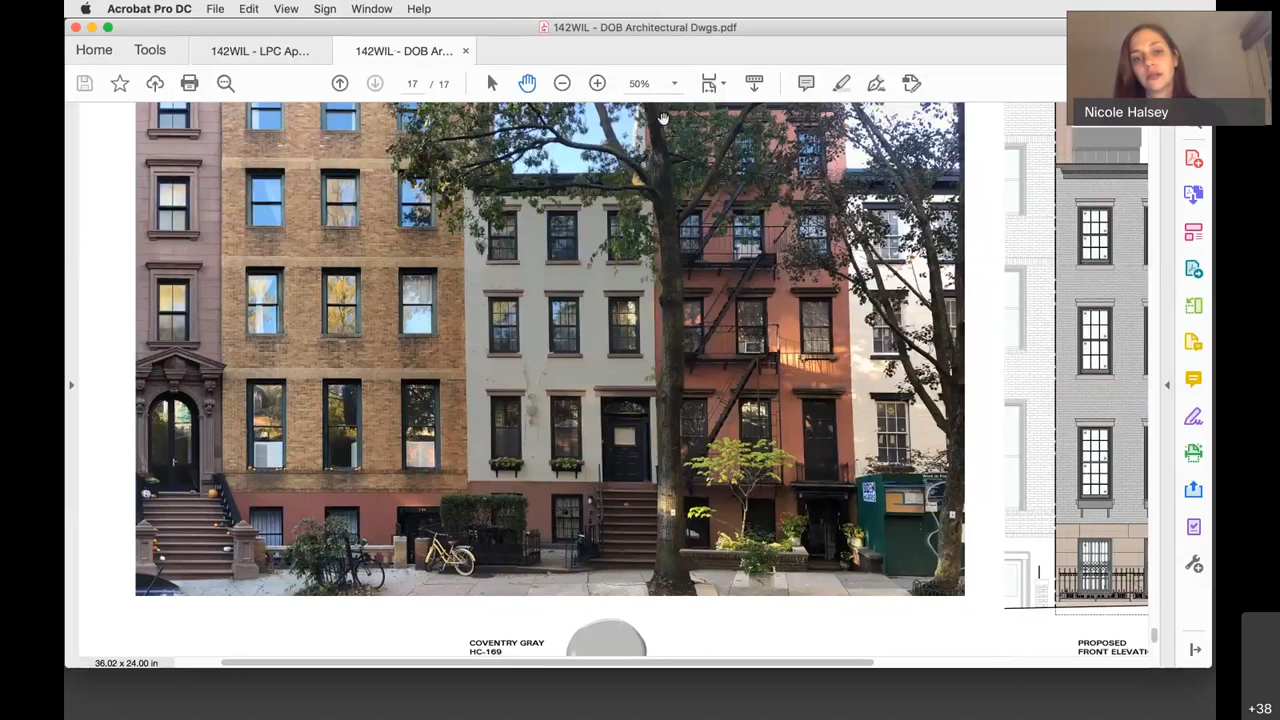 Acrobat Pro DC File Edit View Sign Window Help
142WIL - DOB Architectural Dwgs.pdf
Home Tools 142WIL - LPC Ap... 142WIL - DOB Ar... ×
17 / 17 50%
Nicole Halsey
COVENTRY GRAY
HC-169
PROPOSED
FRONT ELEVATI
36.02 x 24.00 in
+38